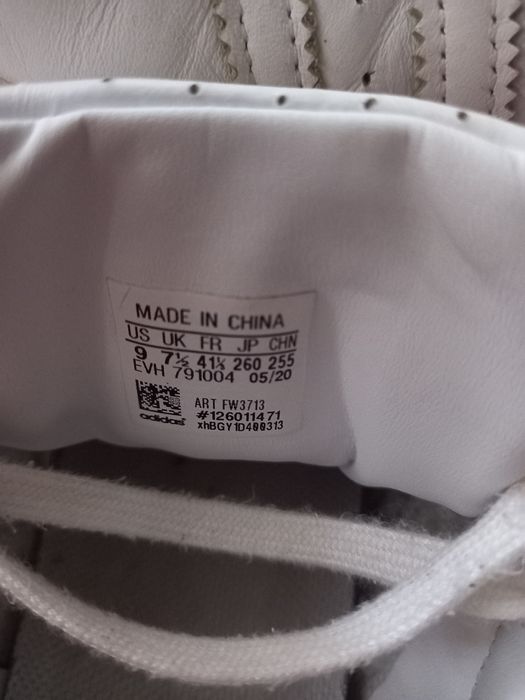 MADE IN CHINA
US UK FR JP CHN
9 7½ 41⅓ 260 255
EVH 791004 05/20
ART FW3713
adidas #126011471
xhBGY1D400313